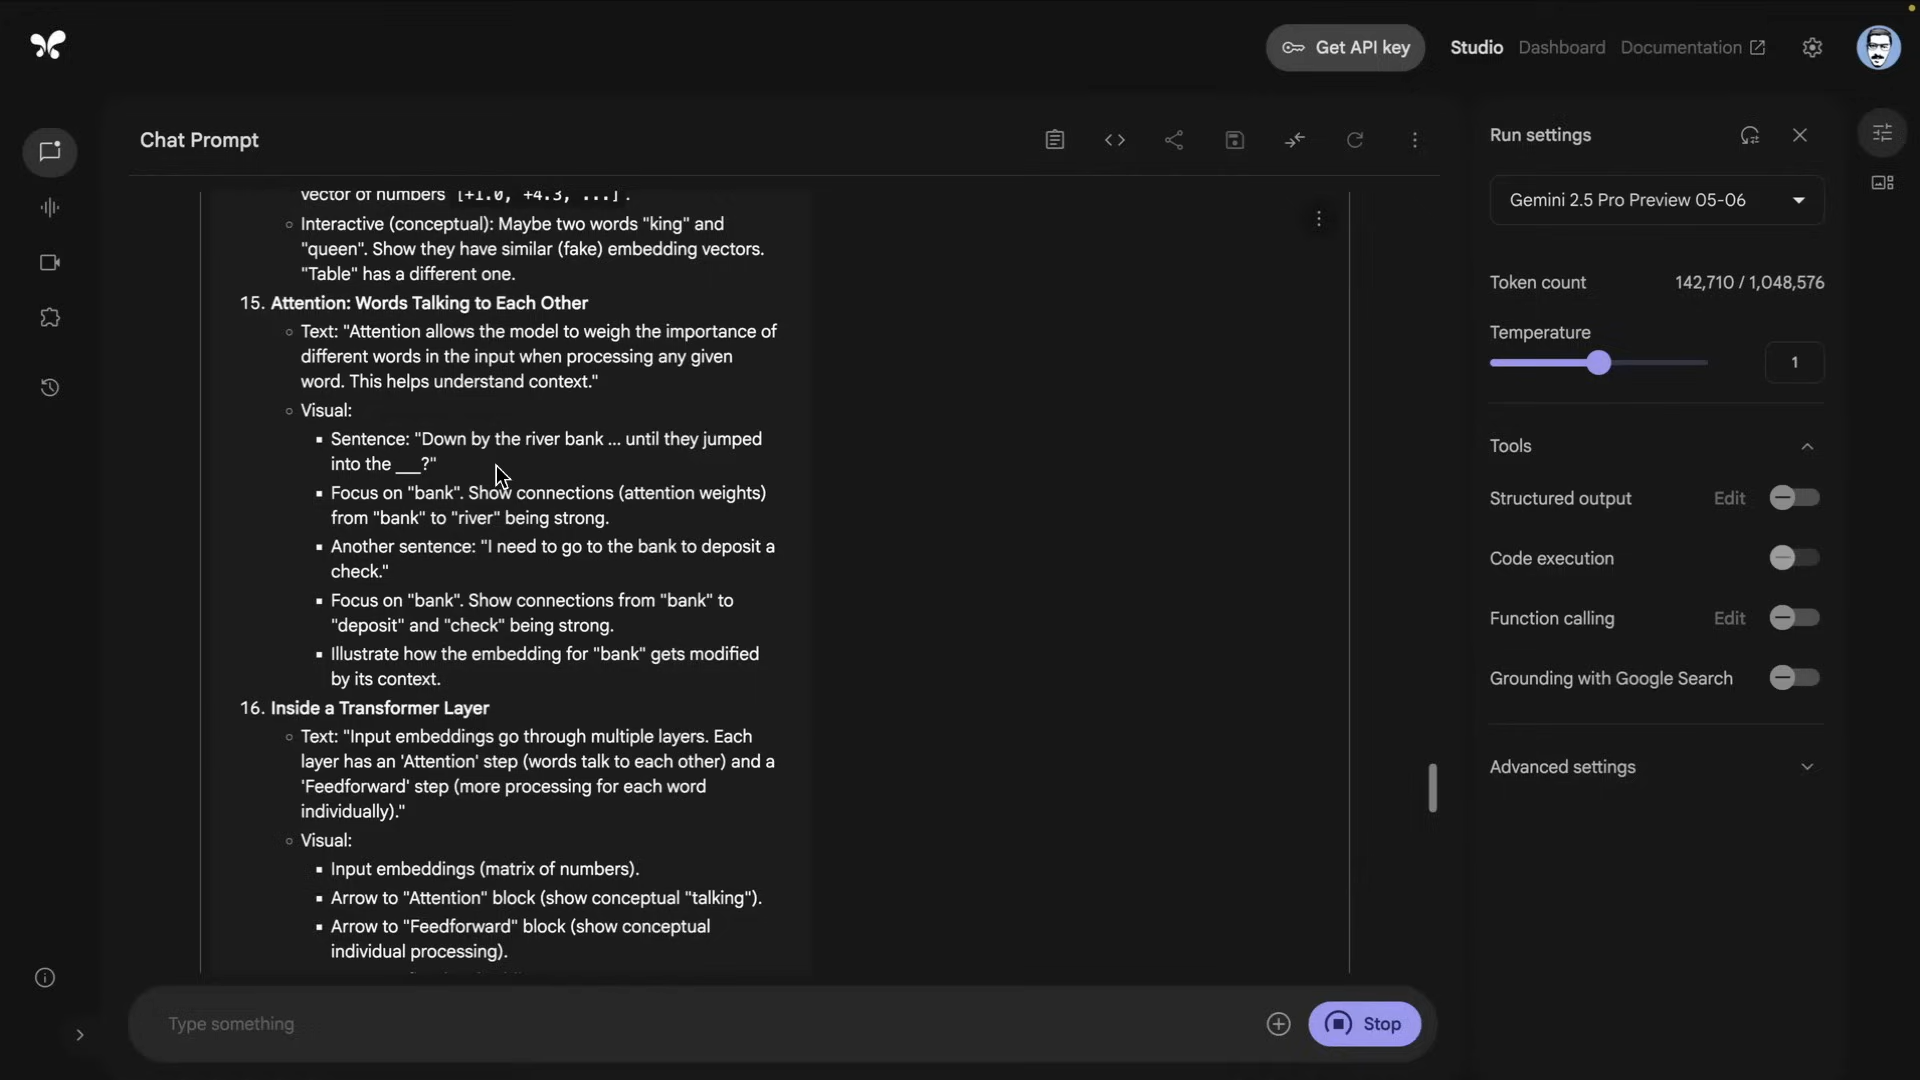 Get API key
Studio
Dashboard
Documentation
Chat Prompt
vector of numbers [+1.0, +4.3, ...] .
○ Interactive (conceptual): Maybe two words "king" and
"queen". Show they have similar (fake) embedding vectors.
"Table" has a different one.
15. Attention: Words Talking to Each Other
○ Text: "Attention allows the model to weigh the importance of
different words in the input when processing any given
word. This helps understand context."
○ Visual:
▪ Sentence: "Down by the river bank ... until they jumped
into the ___?"
▪ Focus on "bank". Show connections (attention weights)
from "bank" to "river" being strong.
▪ Another sentence: "I need to go to the bank to deposit a
check."
▪ Focus on "bank". Show connections from "bank" to
"deposit" and "check" being strong.
▪ Illustrate how the embedding for "bank" gets modified
by its context.
16. Inside a Transformer Layer
○ Text: "Input embeddings go through multiple layers. Each
layer has an 'Attention' step (words talk to each other) and a
'Feedforward' step (more processing for each word
individually)."
○ Visual:
▪ Input embeddings (matrix of numbers).
▪ Arrow to "Attention" block (show conceptual "talking").
▪ Arrow to "Feedforward" block (show conceptual
individual processing).
Type something
Stop
Run settings
Gemini 2.5 Pro Preview 05-06
Token count 142,710 / 1,048,576
Temperature
1
Tools
Structured output Edit
Code execution
Function calling Edit
Grounding with Google Search
Advanced settings